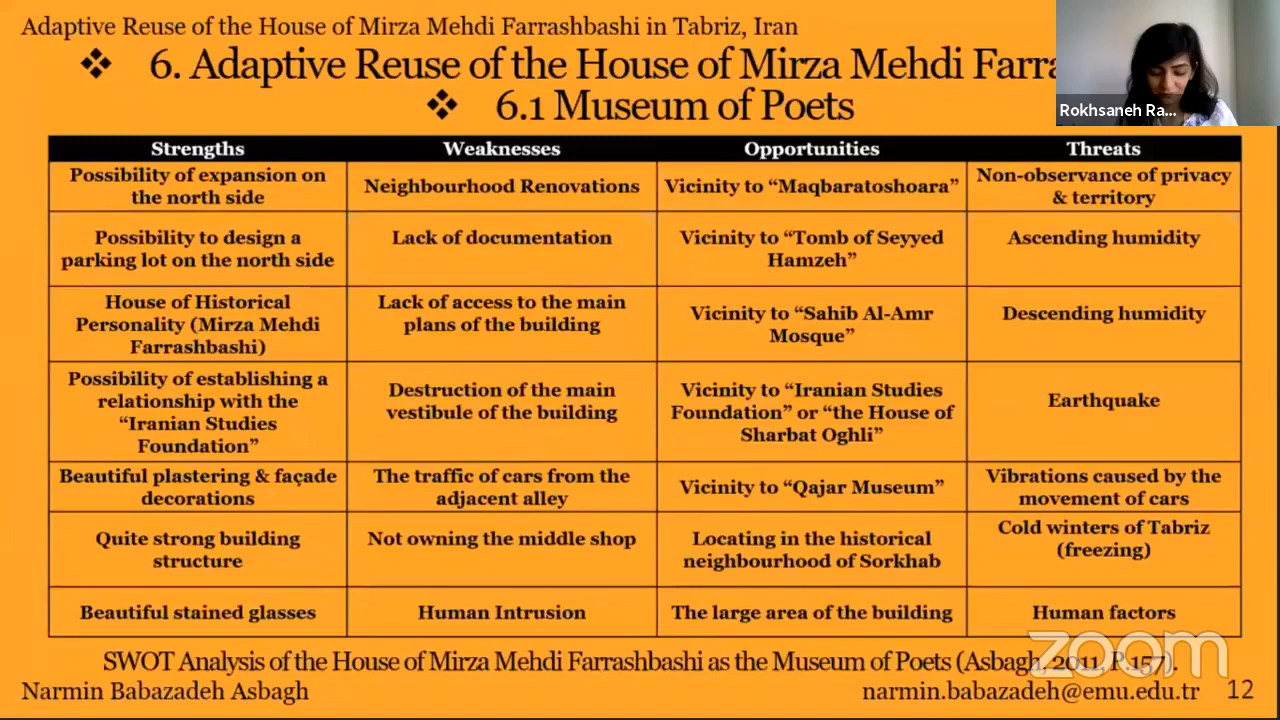 Adaptive Reuse of the House of Mirza Mehdi Farrashbashi in Tabriz, Iran
❖ 6. Adaptive Reuse of the House of Mirza Mehdi Farra
❖ 6.1 Museum of Poets
Rokhsaneh Ra...
Strengths Weaknesses Opportunities Threats
Possibility of expansion on
the north side
Neighbourhood Renovations
Vicinity to “Maqbaratoshoara”
Non-observance of privacy
& territory
Possibility to design a
parking lot on the north side
Lack of documentation
Vicinity to “Tomb of Seyyed
Hamzeh”
Ascending humidity
House of Historical
Personality (Mirza Mehdi
Farrashbashi)
Lack of access to the main
plans of the building
Vicinity to “Sahib Al-Amr
Mosque”
Descending humidity
Possibility of establishing a
relationship with the
“Iranian Studies
Foundation”
Destruction of the main
vestibule of the building
Vicinity to “Iranian Studies
Foundation” or “the House of
Sharbat Oghli”
Earthquake
Beautiful plastering & façade
decorations
The traffic of cars from the
adjacent alley
Vicinity to “Qajar Museum”
Vibrations caused by the
movement of cars
Quite strong building
structure
Not owning the middle shop
Locating in the historical
neighbourhood of Sorkhab
Cold winters of Tabriz
(freezing)
Beautiful stained glasses
Human Intrusion
The large area of the building
Human factors
SWOT Analysis of the House of Mirza Mehdi Farrashbashi as the Museum of Poets (Asbagh, 2011, P.157).
zoom
Narmin Babazadeh Asbagh
narmin.babazadeh@emu.edu.tr 12